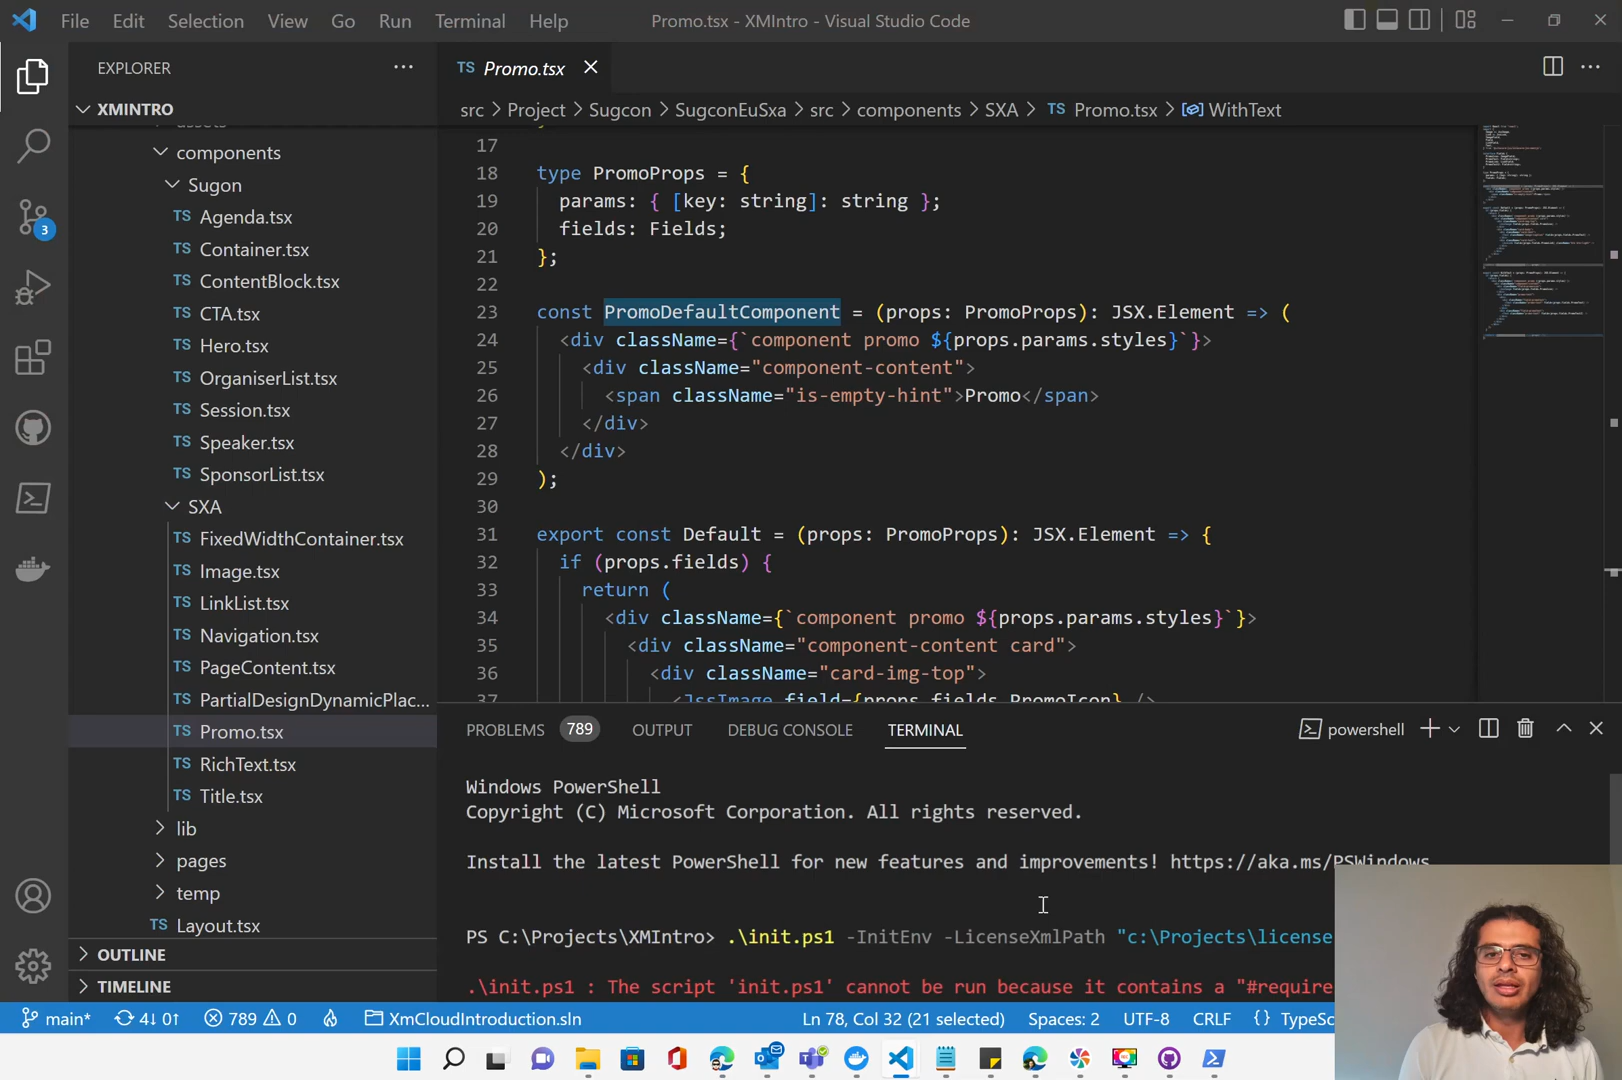 File Edit Selection View Go Run Terminal Help
Promo.tsx - XMIntro - Visual Studio Code
EXPLORER
XMINTRO
assets
components
Sugon
TS Agenda.tsx
TS Container.tsx
TS ContentBlock.tsx
TS CTA.tsx
TS Hero.tsx
TS OrganiserList.tsx
TS Session.tsx
TS Speaker.tsx
TS SponsorList.tsx
SXA
TS FixedWidthContainer.tsx
TS Image.tsx
TS LinkList.tsx
TS Navigation.tsx
TS PageContent.tsx
TS PartialDesignDynamicPlac...
TS Promo.tsx
TS RichText.tsx
TS Title.tsx
lib
pages
temp
TS Layout.tsx
OUTLINE
TIMELINE
3
TS Promo.tsx
src > Project > Sugcon > SugconEuSxa > src > components > SXA > TS Promo.tsx > WithText
17
18 type PromoProps = {
19 params: { [key: string]: string };
20 fields: Fields;
21 };
22
23 const PromoDefaultComponent = (props: PromoProps): JSX.Element => (
24 <div className={`component promo ${props.params.styles}`}>
25 <div className="component-content">
26 <span className="is-empty-hint">Promo</span>
27 </div>
28 </div>
29 );
30
31 export const Default = (props: PromoProps): JSX.Element => {
32 if (props.fields) {
33 return (
34 <div className={`component promo ${props.params.styles}`}>
35 <div className="component-content card">
36 <div className="card-img-top">
37 <JssImage field={props.fields.PromoIcon} />
PROBLEMS 789 OUTPUT DEBUG CONSOLE TERMINAL powershell
Windows PowerShell
Copyright (C) Microsoft Corporation. All rights reserved.
Install the latest PowerShell for new features and improvements! https://aka.ms/PSWindows
PS C:\Projects\XMIntro> .\init.ps1 -InitEnv -LicenseXmlPath "c:\Projects\license
.\init.ps1 : The script 'init.ps1' cannot be run because it contains a "#require
main* 4↓ 0↑ 789 0 XmCloudIntroduction.sln Ln 78, Col 32 (21 selected) Spaces: 2 UTF-8 CRLF {} TypeSc